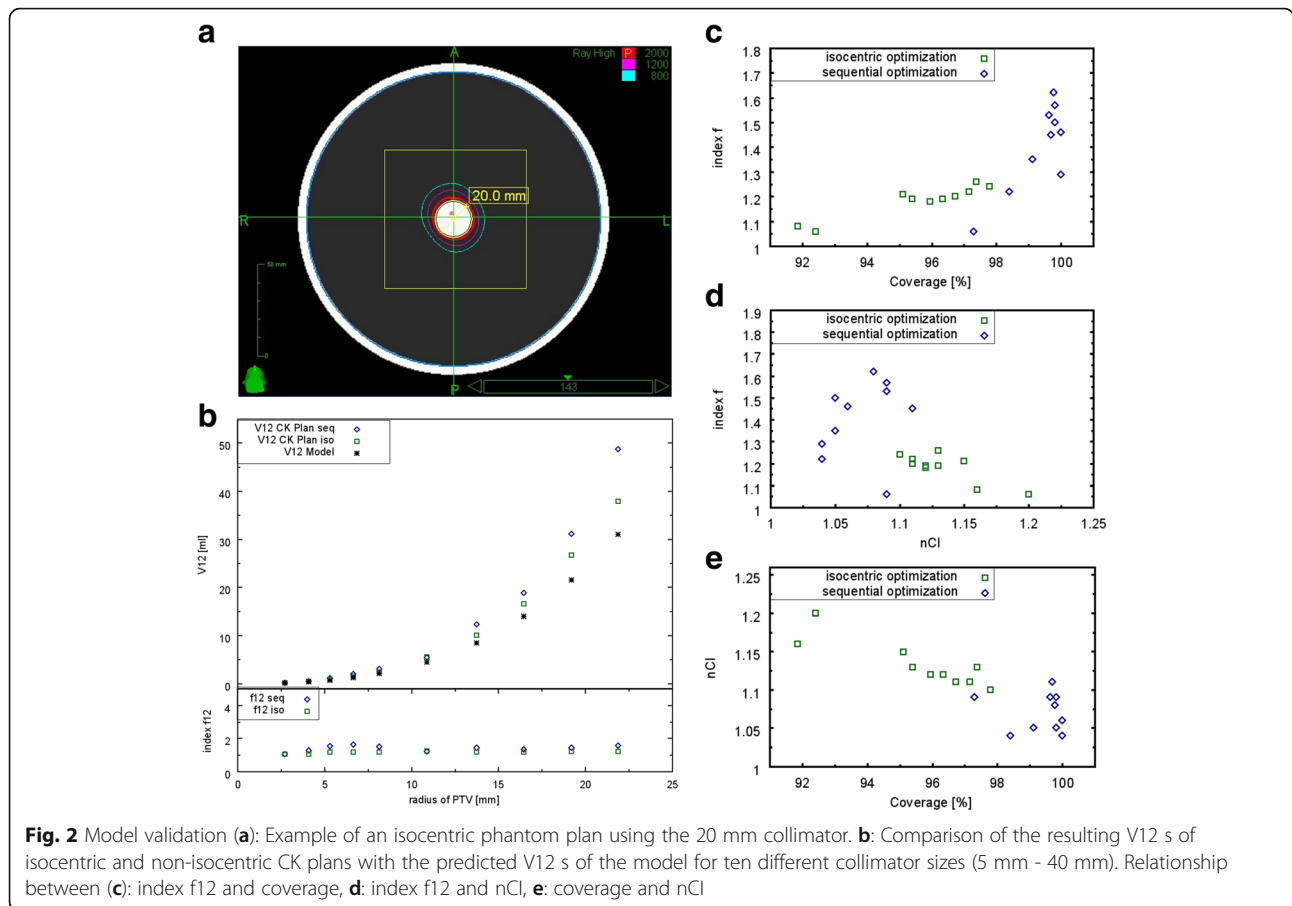 a
A
Ray High P 2000
1200
800
20.0 mm
R
L
50 mm
0
P
143
b
V12 CK Plan seq
V12 CK Plan iso
V12 Model
50
40
30
20
10
0
V12 [ml]
f12 seq
f12 iso
4
2
0
index f12
0 5 10 15 20 25
radius of PTV [mm]
c
isocentric optimization
sequential optimization
1.8
1.7
1.6
1.5
1.4
1.3
1.2
1.1
1
index f
92 94 96 98 100
Coverage [%]
d
isocentric optimization
sequential optimization
1.9
1.8
1.7
1.6
1.5
1.4
1.3
1.2
1.1
1
index f
1 1.05 1.1 1.15 1.2 1.25
nCI
e
isocentric optimization
sequential optimization
1.25
1.2
1.15
1.1
1.05
1
nCI
92 94 96 98 100
Coverage [%]
Fig. 2 Model validation (a): Example of an isocentric phantom plan using the 20 mm collimator. b: Comparison of the resulting V12 s of
isocentric and non-isocentric CK plans with the predicted V12 s of the model for ten different collimator sizes (5 mm - 40 mm). Relationship
between (c): index f12 and coverage, d: index f12 and nCI, e: coverage and nCI